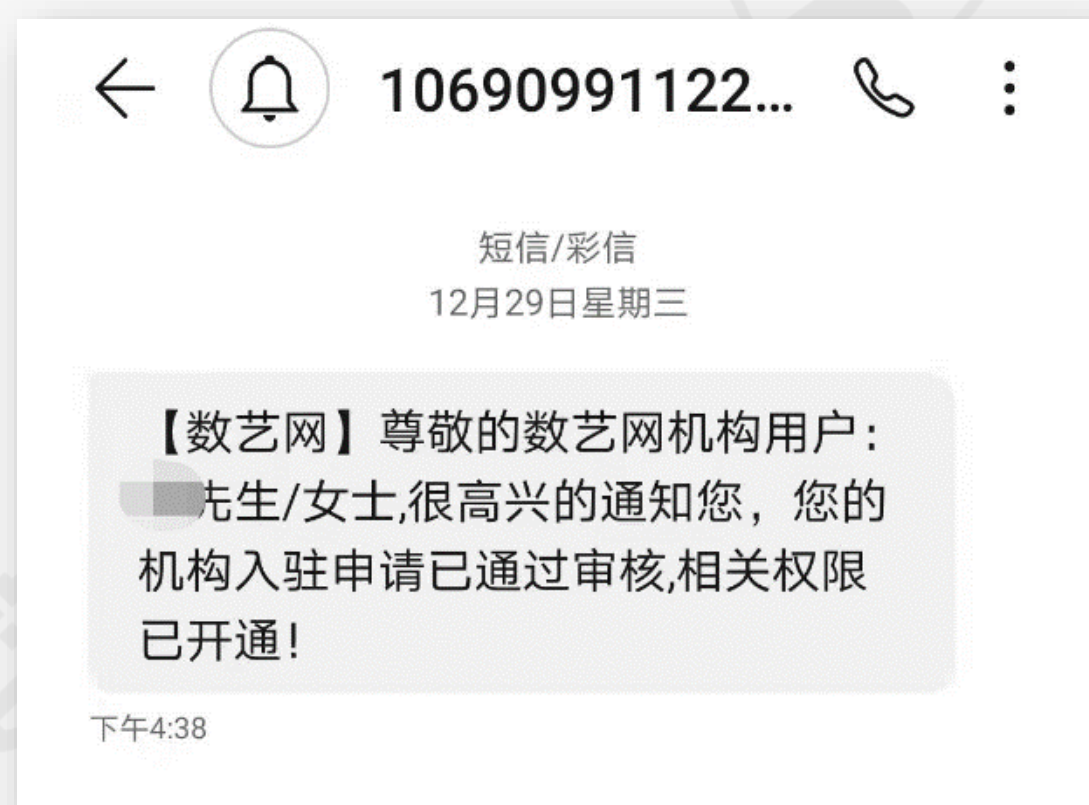 10690991122...
短信/彩信
12月29日星期三
【数艺网】尊敬的数艺网机构用户：
先生/女士,很高兴的通知您，您的
机构入驻申请已通过审核,相关权限
已开通！
下午4:38